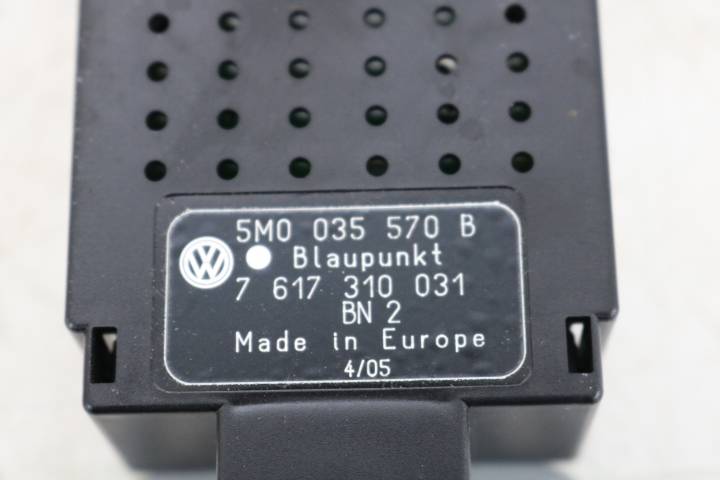 5M0 035 570 B
Blaupunkt
7 617 310 031
BN 2
Made in Europe
4/05